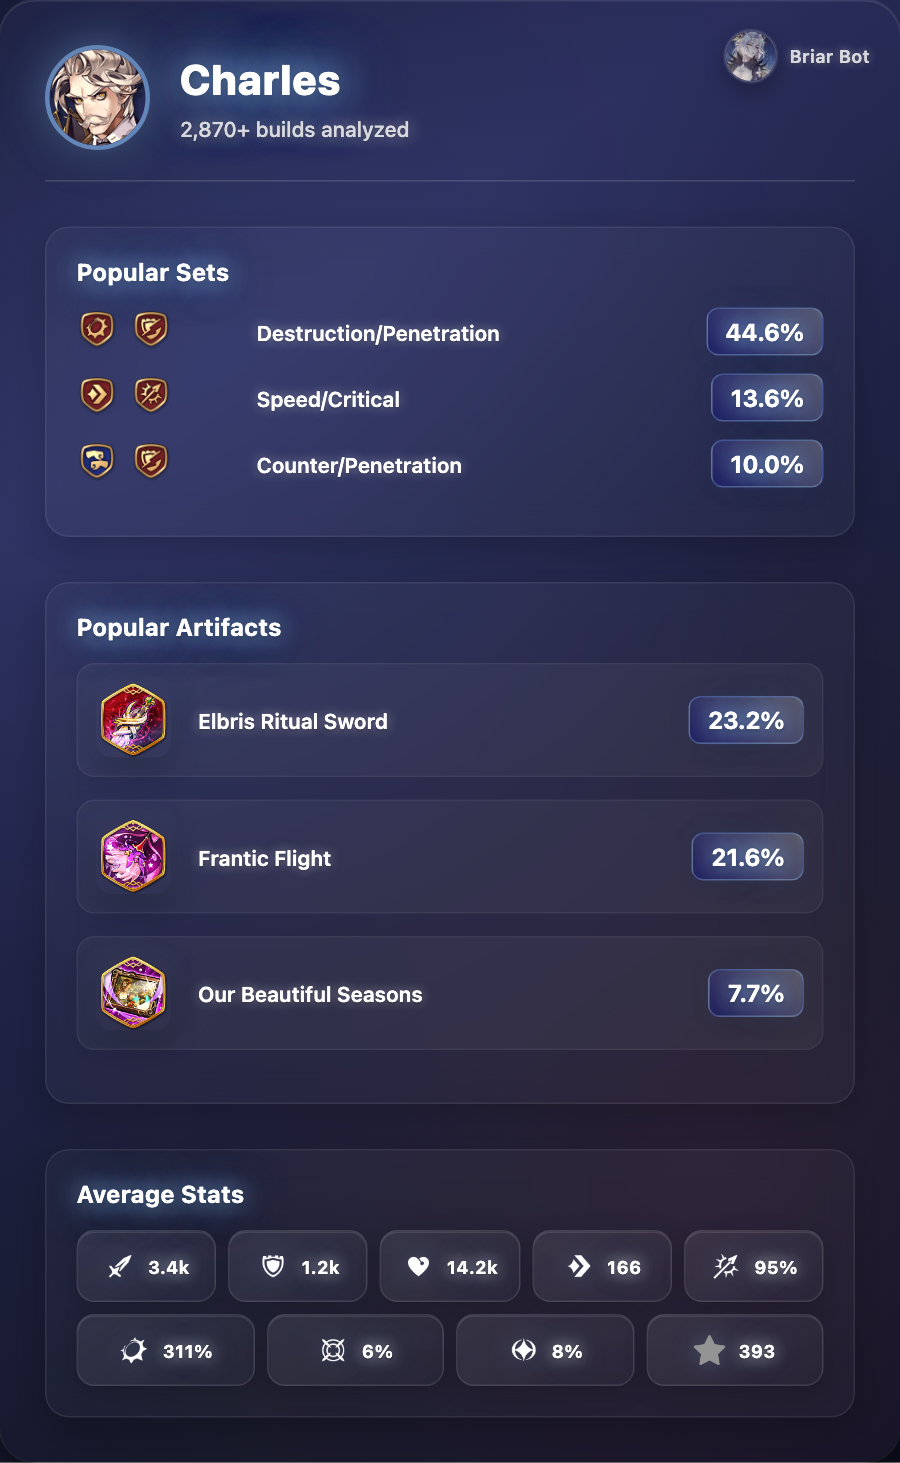 Charles
2,870+ builds analyzed
Briar Bot
Popular Sets
Destruction/Penetration
44.6%
Speed/Critical
13.6%
Counter/Penetration
10.0%
Popular Artifacts
Elbris Ritual Sword
23.2%
Frantic Flight
21.6%
Our Beautiful Seasons
7.7%
Average Stats
3.4k
1.2k
14.2k
166
95%
311%
6%
8%
393